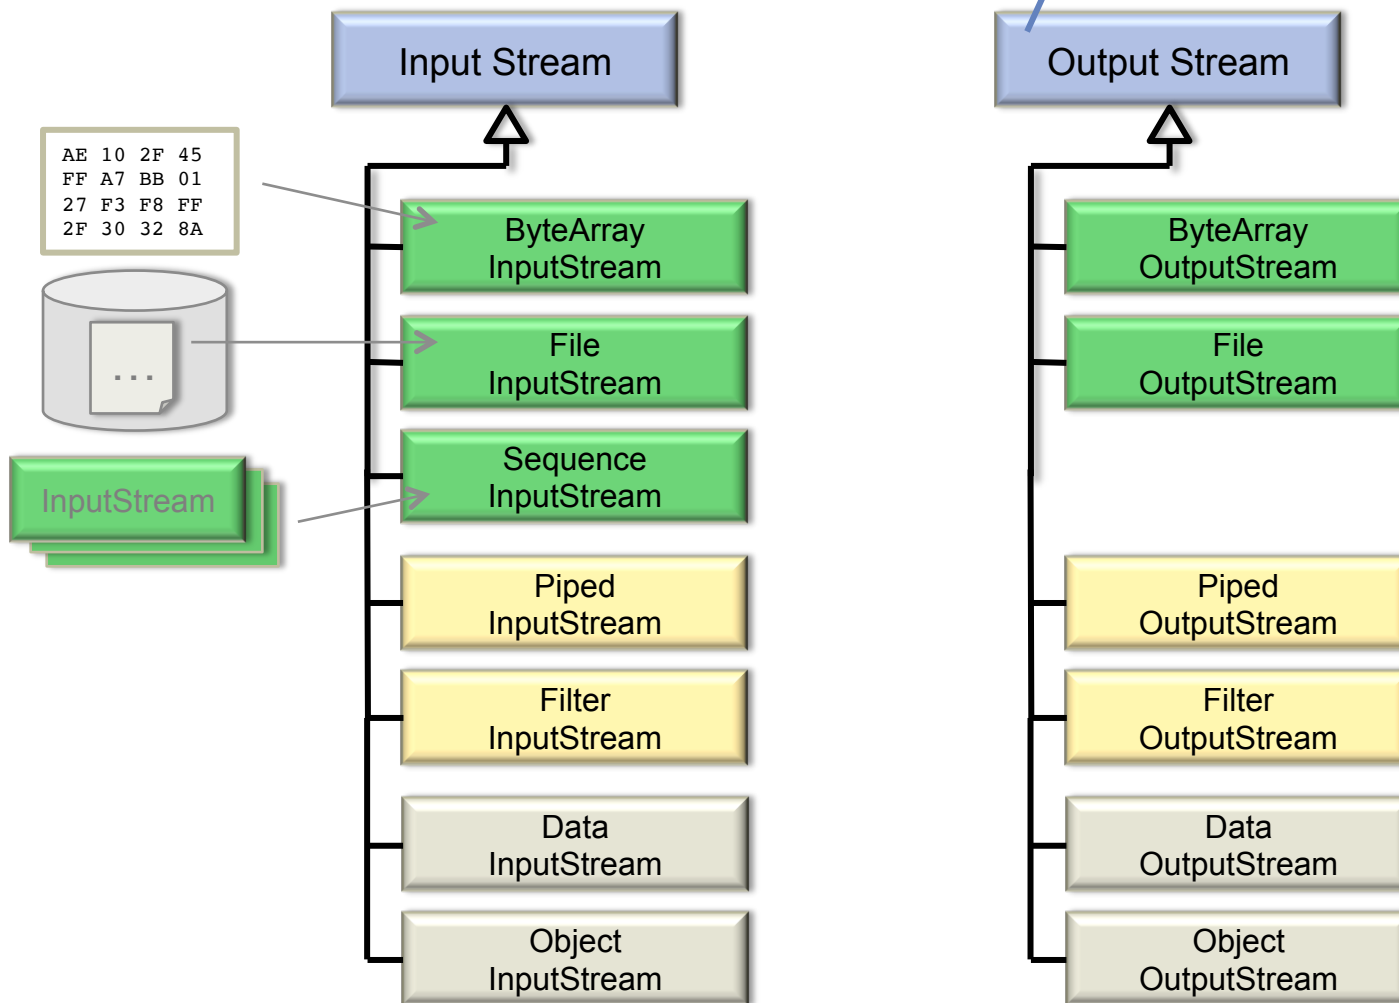 Input Stream
Output Stream
AE 10 2F 45
FF A7 BB 01
27 F3 F8 FF
2F 30 32 8A
ByteArray
InputStream
ByteArray
OutputStream
...
File
InputStream
File
OutputStream
InputStream
Sequence
InputStream
Piped
InputStream
Piped
OutputStream
Filter
InputStream
Filter
OutputStream
Data
InputStream
Data
OutputStream
Object
InputStream
Object
OutputStream